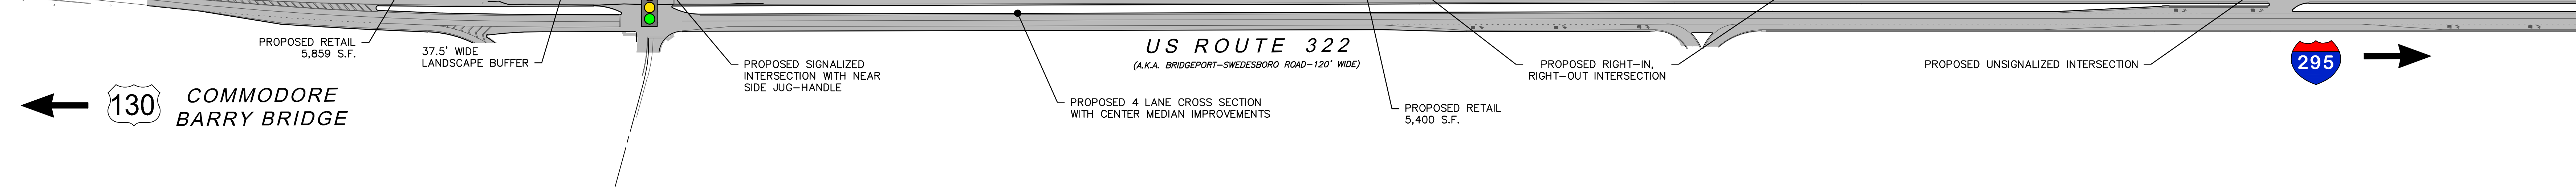 PROPOSED RETAIL
5,859 S.F.
37.5' WIDE
LANDSCAPE BUFFER
130
COMMODORE
BARRY BRIDGE
PROPOSED SIGNALIZED
INTERSECTION WITH NEAR
SIDE JUG-HANDLE
US ROUTE 322
(A.K.A. BRIDGEPORT-SWEDESBORO ROAD-120' WIDE)
PROPOSED 4 LANE CROSS SECTION
WITH CENTER MEDIAN IMPROVEMENTS
PROPOSED RETAIL
5,400 S.F.
PROPOSED RIGHT-IN,
RIGHT-OUT INTERSECTION
PROPOSED UNSIGNALIZED INTERSECTION
295